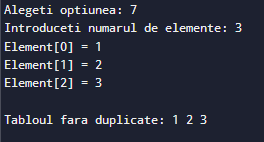 Alegeti optiunea: 7
Introduceti numarul de elemente: 3
Element[0] = 1
Element[1] = 2
Element[2] = 3
Tabloul fara duplicate: 1 2 3